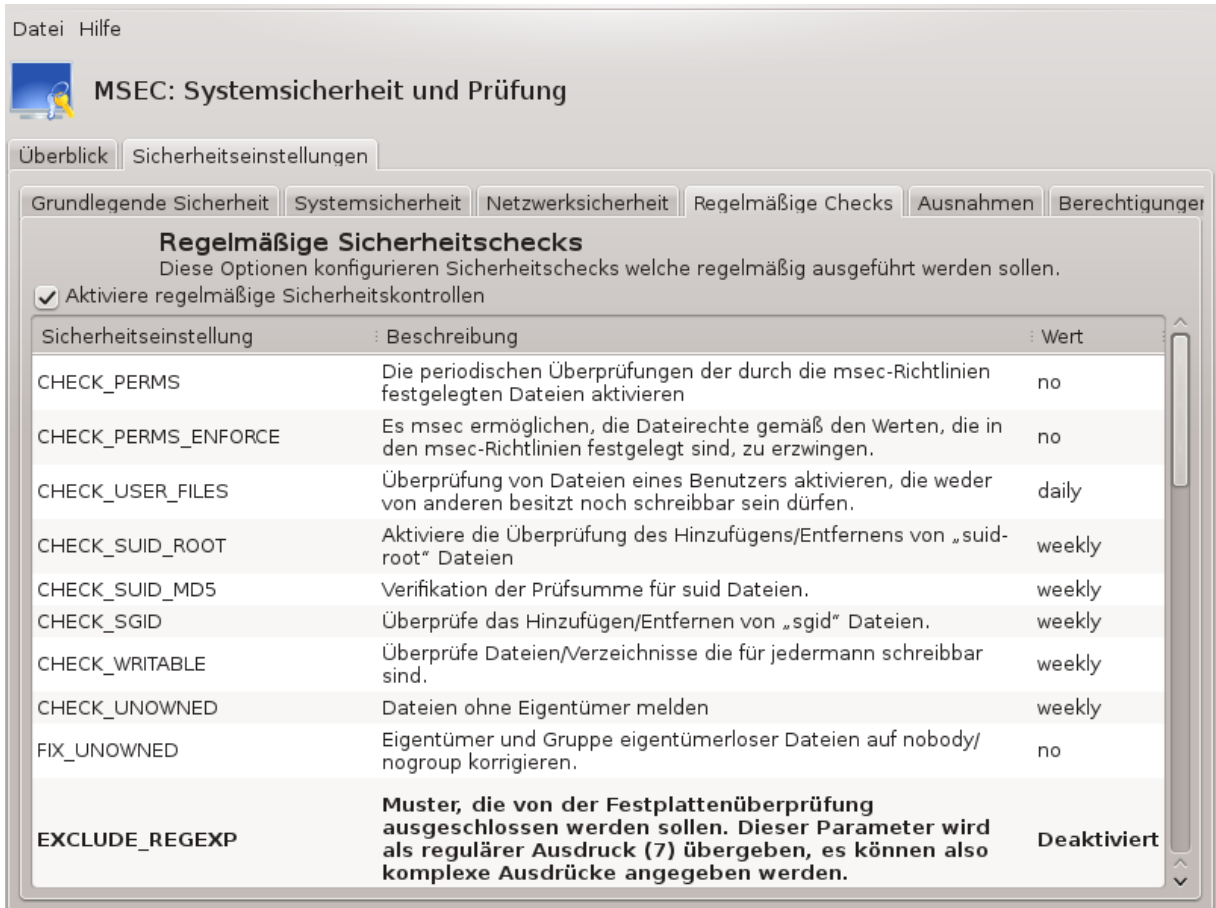 Datei Hilfe
MSEC: Systemsicherheit und Prüfung
Überblick Sicherheitseinstellungen
Grundlegende Sicherheit Systemsicherheit Netzwerksicherheit Regelmäßige Checks Ausnahmen Berechtigungen
Regelmäßige Sicherheitschecks
Diese Optionen konfigurieren Sicherheitschecks welche regelmäßig ausgeführt werden sollen.
Aktiviere regelmäßige Sicherheitskontrollen
Sicherheitseinstellung Beschreibung Wert
CHECK_PERMS Die periodischen Überprüfungen der durch die msec-Richtlinien
festgelegten Dateien aktivieren no
CHECK_PERMS_ENFORCE Es msec ermöglichen, die Dateirechte gemäß den Werten, die in
den msec-Richtlinien festgelegt sind, zu erzwingen. no
CHECK_USER_FILES Überprüfung von Dateien eines Benutzers aktivieren, die weder
von anderen besitzt noch schreibbar sein dürfen. daily
CHECK_SUID_ROOT Aktiviere die Überprüfung des Hinzufügens/Entfernens von „suid-
root“ Dateien weekly
CHECK_SUID_MD5 Verifikation der Prüfsumme für suid Dateien. weekly
CHECK_SGID Überprüfe das Hinzufügen/Entfernen von „sgid“ Dateien. weekly
CHECK_WRITABLE Überprüfe Dateien/Verzeichnisse die für jedermann schreibbar
sind. weekly
CHECK_UNOWNED Dateien ohne Eigentümer melden weekly
FIX_UNOWNED Eigentümer und Gruppe eigentümerloser Dateien auf nobody/
nogroup korrigieren. no
EXCLUDE_REGEXP Muster, die von der Festplattenüberprüfung
ausgeschlossen werden sollen. Dieser Parameter wird
als regulärer Ausdruck (7) übergeben, es können also
komplexe Ausdrücke angegeben werden. Deaktiviert